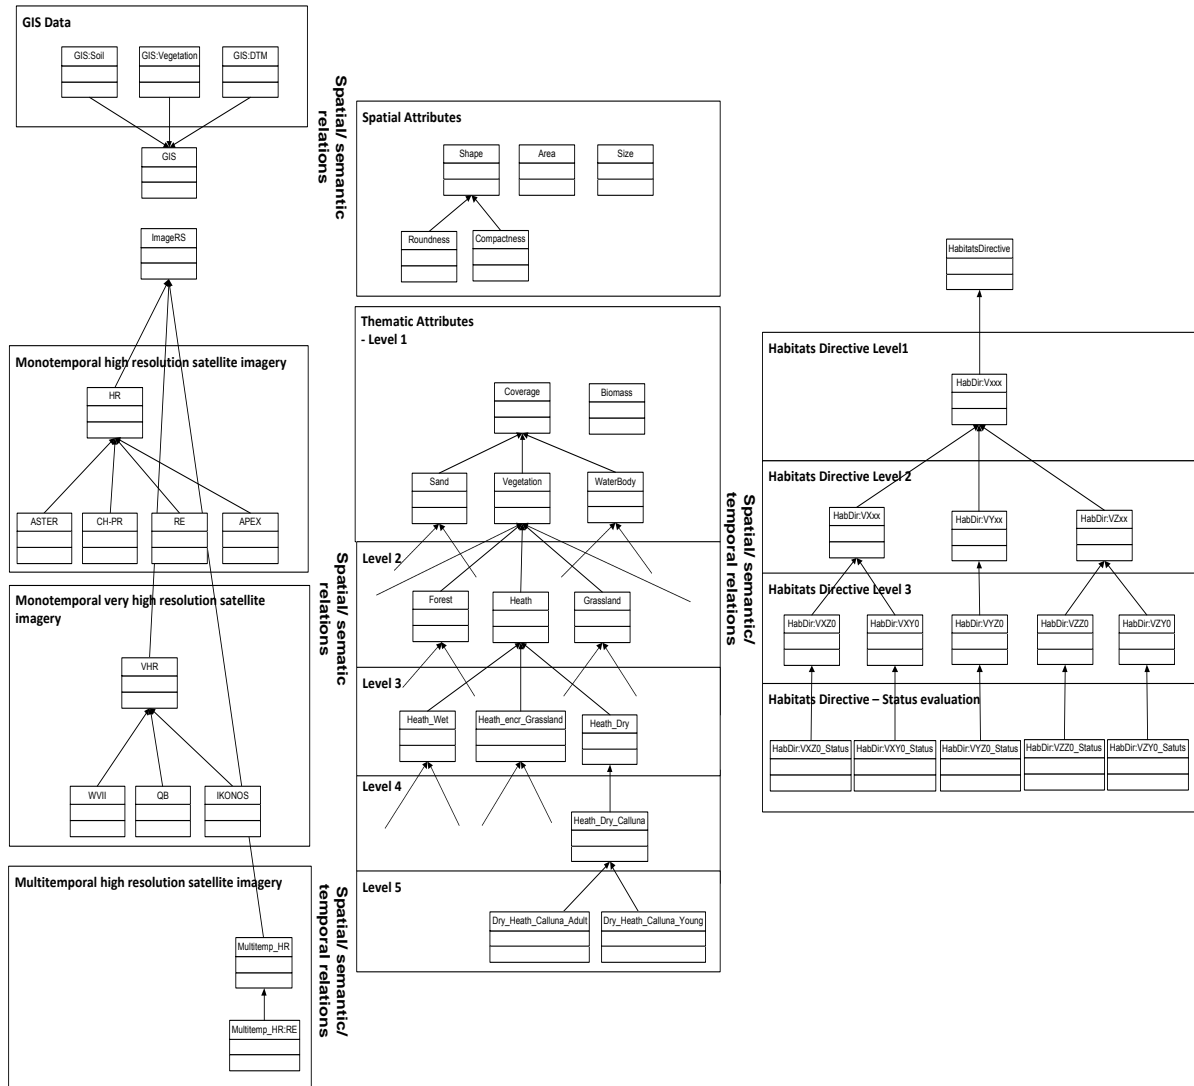 GIS Data
GIS:Soil
GIS:Vegetation
GIS:DTM
GIS
ImageRS
Monotemporal high resolution satellite imagery
HR
ASTER
CH-PR
RE
APEX
Monotemporal very high resolution satellite
imagery
VHR
WVII
QB
IKONOS
Multitemporal high resolution satellite imagery
Multitemp_HR
Multitemp_HR:RE
Spatial/ semantic
relations
Spatial/ sematic
relations
Spatial/ semantic/
temporal relations
Spatial Attributes
Shape
Area
Size
Roundness
Compactness
Thematic Attributes
- Level 1
Coverage
Biomass
Sand
Vegetation
WaterBody
Level 2
Forest
Heath
Grassland
Level 3
Heath_Wet
Heath_encr_Grassland
Heath_Dry
Level 4
Heath_Dry_Calluna
Level 5
Dry_Heath_Calluna_Adult
Dry_Heath_Calluna_Young
Spatial/ semantic/
temporal relations
HabitatsDirective
Habitats Directive Level1
HabDir:Vxxx
Habitats Directive Level 2
HabDir:VXxx
HabDir:VYxx
HabDir:VZxx
Habitats Directive Level 3
HabDir:VXZ0
HabDir:VXY0
HabDir:VYZ0
HabDir:VZZ0
HabDir:VZY0
Habitats Directive – Status evaluation
HabDir:VXZ0_Status
HabDir:VXY0_Status
HabDir:VYZ0_Status
HabDir:VZZ0_Status
HabDir:VZY0_Satuts